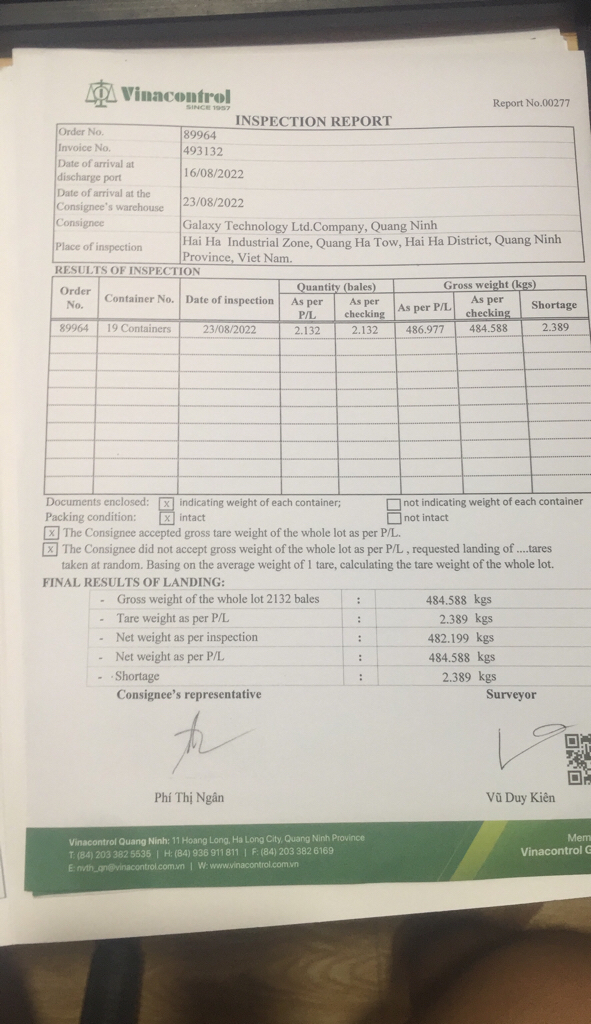 Vinacontrol
SINCE 1957
Report No.00277
INSPECTION REPORT
Order No. 89964
Invoice No. 493132
Date of arrival at discharge port 16/08/2022
Date of arrival at the Consignee's warehouse 23/08/2022
Consignee Galaxy Technology Ltd.Company, Quang Ninh
Place of inspection Hai Ha Industrial Zone, Quang Ha Tow, Hai Ha District, Quang Ninh Province, Viet Nam.
RESULTS OF INSPECTION
Order No. Container No. Date of inspection Quantity (bales) Gross weight (kgs)
As per P/L As per checking As per P/L As per checking Shortage
89964 19 Containers 23/08/2022 2.132 2.132 486.977 484.588 2.389
Documents enclosed: x indicating weight of each container; not indicating weight of each container
Packing condition: x intact not intact
x The Consignee accepted gross tare weight of the whole lot as per P/L.
x The Consignee did not accept gross weight of the whole lot as per P/L , requested landing of ....tares
taken at random. Basing on the average weight of 1 tare, calculating the tare weight of the whole lot.
FINAL RESULTS OF LANDING:
- Gross weight of the whole lot 2132 bales : 484.588 kgs
- Tare weight as per P/L : 2.389 kgs
- Net weight as per inspection : 482.199 kgs
- Net weight as per P/L : 484.588 kgs
- Shortage : 2.389 kgs
Consignee's representative Surveyor
Phí Thị Ngân Vũ Duy Kiên
Vinacontrol Quang Ninh: 11 Hoang Long, Ha Long City, Quang Ninh Province
T: (84) 203 382 5536 | H: (84) 936 911 811 | F: (84) 203 382 6169
E: nvth_qn@vinacontrol.com.vn | W: www.vinacontrol.com.vn
Mem
Vinacontrol G